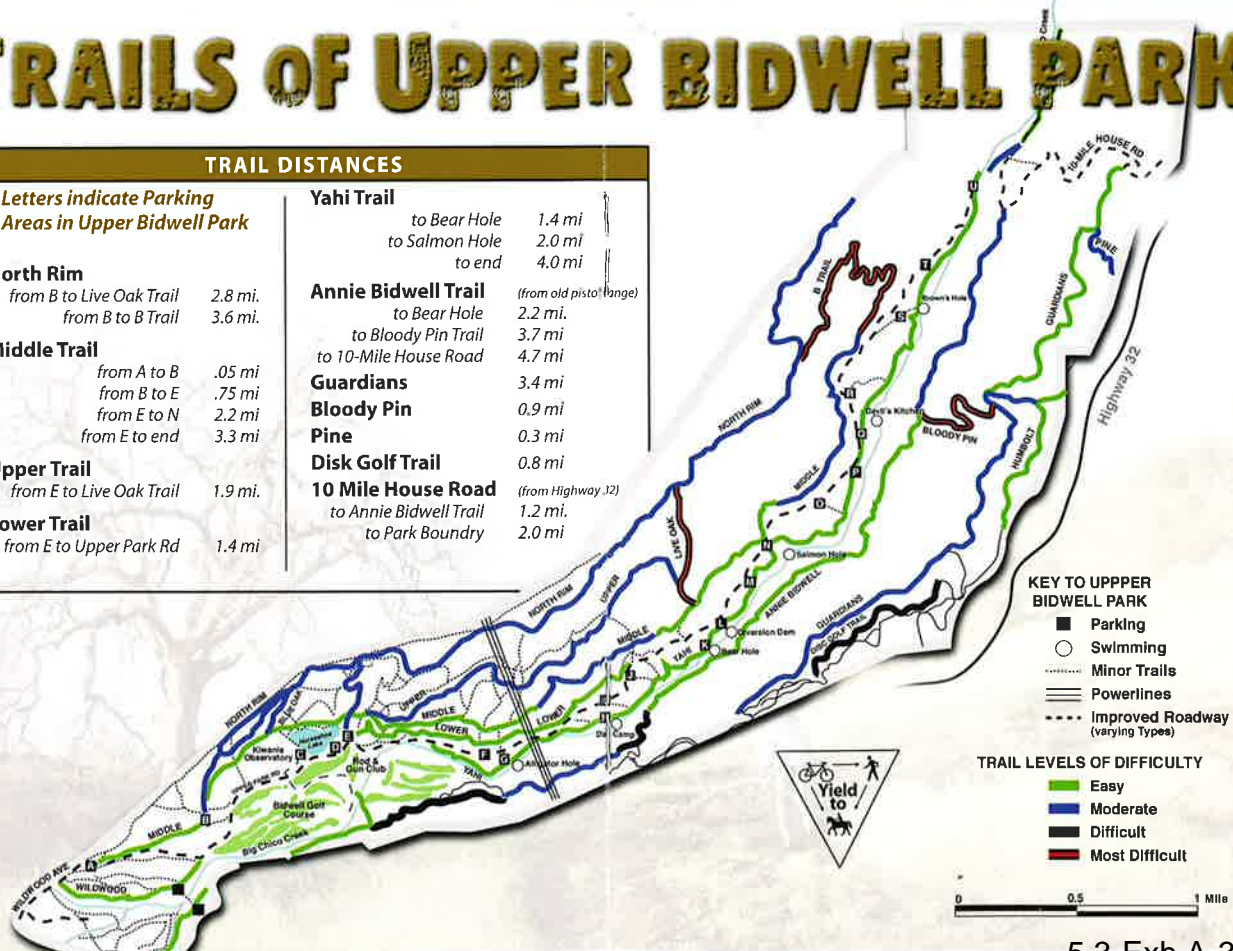 TRAILS OF UPPER BIDWELL PARK
TRAIL DISTANCES
Letters indicate Parking
Areas in Upper Bidwell Park
orth Rim
from B to Live Oak Trail 2.8 mi.
from B to B Trail 3.6 mi.
iddle Trail
from A to B .05 mi
from B to E .75 mi
from E to N 2.2 mi
from E to end 3.3 mi
pper Trail
from E to Live Oak Trail 1.9 mi.
ower Trail
from E to Upper Park Rd 1.4 mi
Yahi Trail
to Bear Hole 1.4 mi
to Salmon Hole 2.0 mi
to end 4.0 mi
Annie Bidwell Trail (from old pistol range)
to Bear Hole 2.2 mi.
to Bloody Pin Trail 3.7 mi
to 10-Mile House Road 4.7 mi
Guardians 3.4 mi
Bloody Pin 0.9 mi
Pine 0.3 mi
Disk Golf Trail 0.8 mi
10 Mile House Road (from Highway 32)
to Annie Bidwell Trail 1.2 mi.
to Park Boundry 2.0 mi
Creek
10-MILE HOUSE RD
U
PINE
B TRAIL
T
GUARDIANS
Brown's Hole
S
Highway 32
R
NORTH RIM
Devil's Kitchen
Q
BLOODY PIN
HUMBOLT
MIDDLE
P
O
LIVE OAK
N
Salmon Hole
M
ANNIE BIDWELL
NORTH RIM
UPPER
GUARDIANS
DISC GOLF TRAIL
MIDDLE
L
Diversion Dam
YAHI
K
Bear Hole
J
NORTH RIM
BLUE OAK
UPPER
MIDDLE
LOWER
LOWER
H
Day Camp
Horseshoe
Lake
E
D
C
Kiwanis
Observatory
Rod &
Gun Club
F
G
Alligator Hole
YAHI
UPPER PARK RD
Bidwell Golf
Course
B
MIDDLE
Big Chico Creek
A
WILDWOOD AVE
WILDWOOD
Yield
to
KEY TO UPPPER
BIDWELL PARK
Parking
Swimming
Minor Trails
Powerlines
Improved Roadway
(varying Types)
TRAIL LEVELS OF DIFFICULTY
Easy
Moderate
Difficult
Most Difficult
0 0.5 1 Mile
5.2 Exh A 2